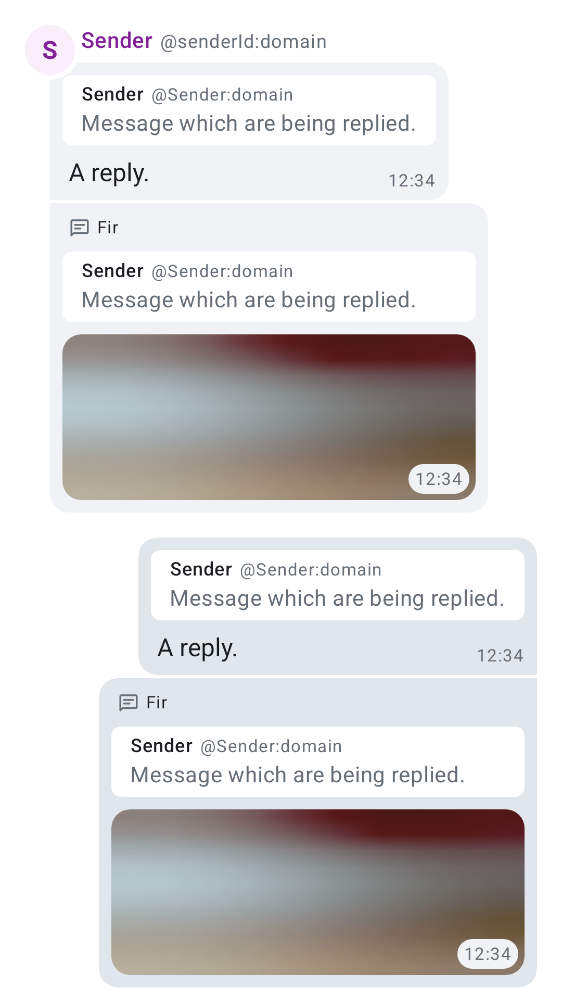 S
Sender @senderId:domain
Sender @Sender:domain
Message which are being replied.
A reply.
12:34
Fir
Sender @Sender:domain
Message which are being replied.
12:34
Sender @Sender:domain
Message which are being replied.
A reply.
12:34
Fir
Sender @Sender:domain
Message which are being replied.
12:34